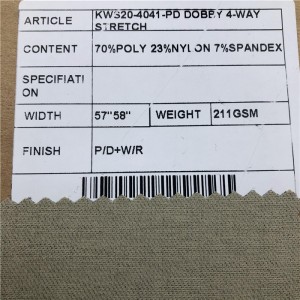 ARTICLE KWS20-4041-PD DOBBY 4-WAY
STRETCH
CONTENT 70%POLY 23%NYLON 7%SPANDEX
SPECIFIATI
ON
WIDTH 57"58" WEIGHT 211GSM
FINISH P/D+W/R